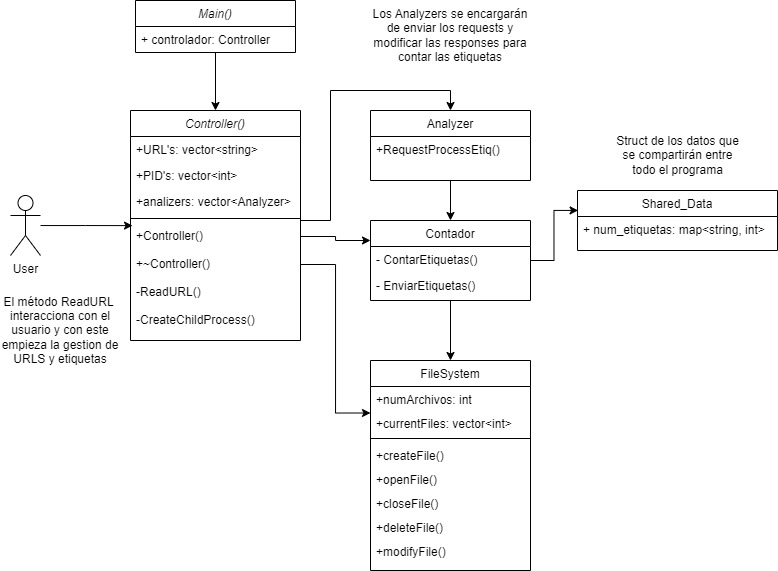 Main()
+ controlador: Controller
Los Analyzers se encargarán
de enviar los requests y
modificar las responses para
contar las etiquetas
Controller()
+URL's: vector<string>
+PID's: vector<int>
+analizers: vector<Analyzer>
+Controller()
+~Controller()
-ReadURL()
-CreateChildProcess()
Analyzer
+RequestProcessEtiq()
Struct de los datos que
se compartirán entre
todo el programa
Shared_Data
+ num_etiquetas: map<string, int>
Contador
- ContarEtiquetas()
- EnviarEtiquetas()
User
El método ReadURL
interacciona con el
usuario y con este
empieza la gestion de
URLS y etiquetas
FileSystem
+numArchivos: int
+currentFiles: vector<int>
+createFile()
+openFile()
+closeFile()
+deleteFile()
+modifyFile()